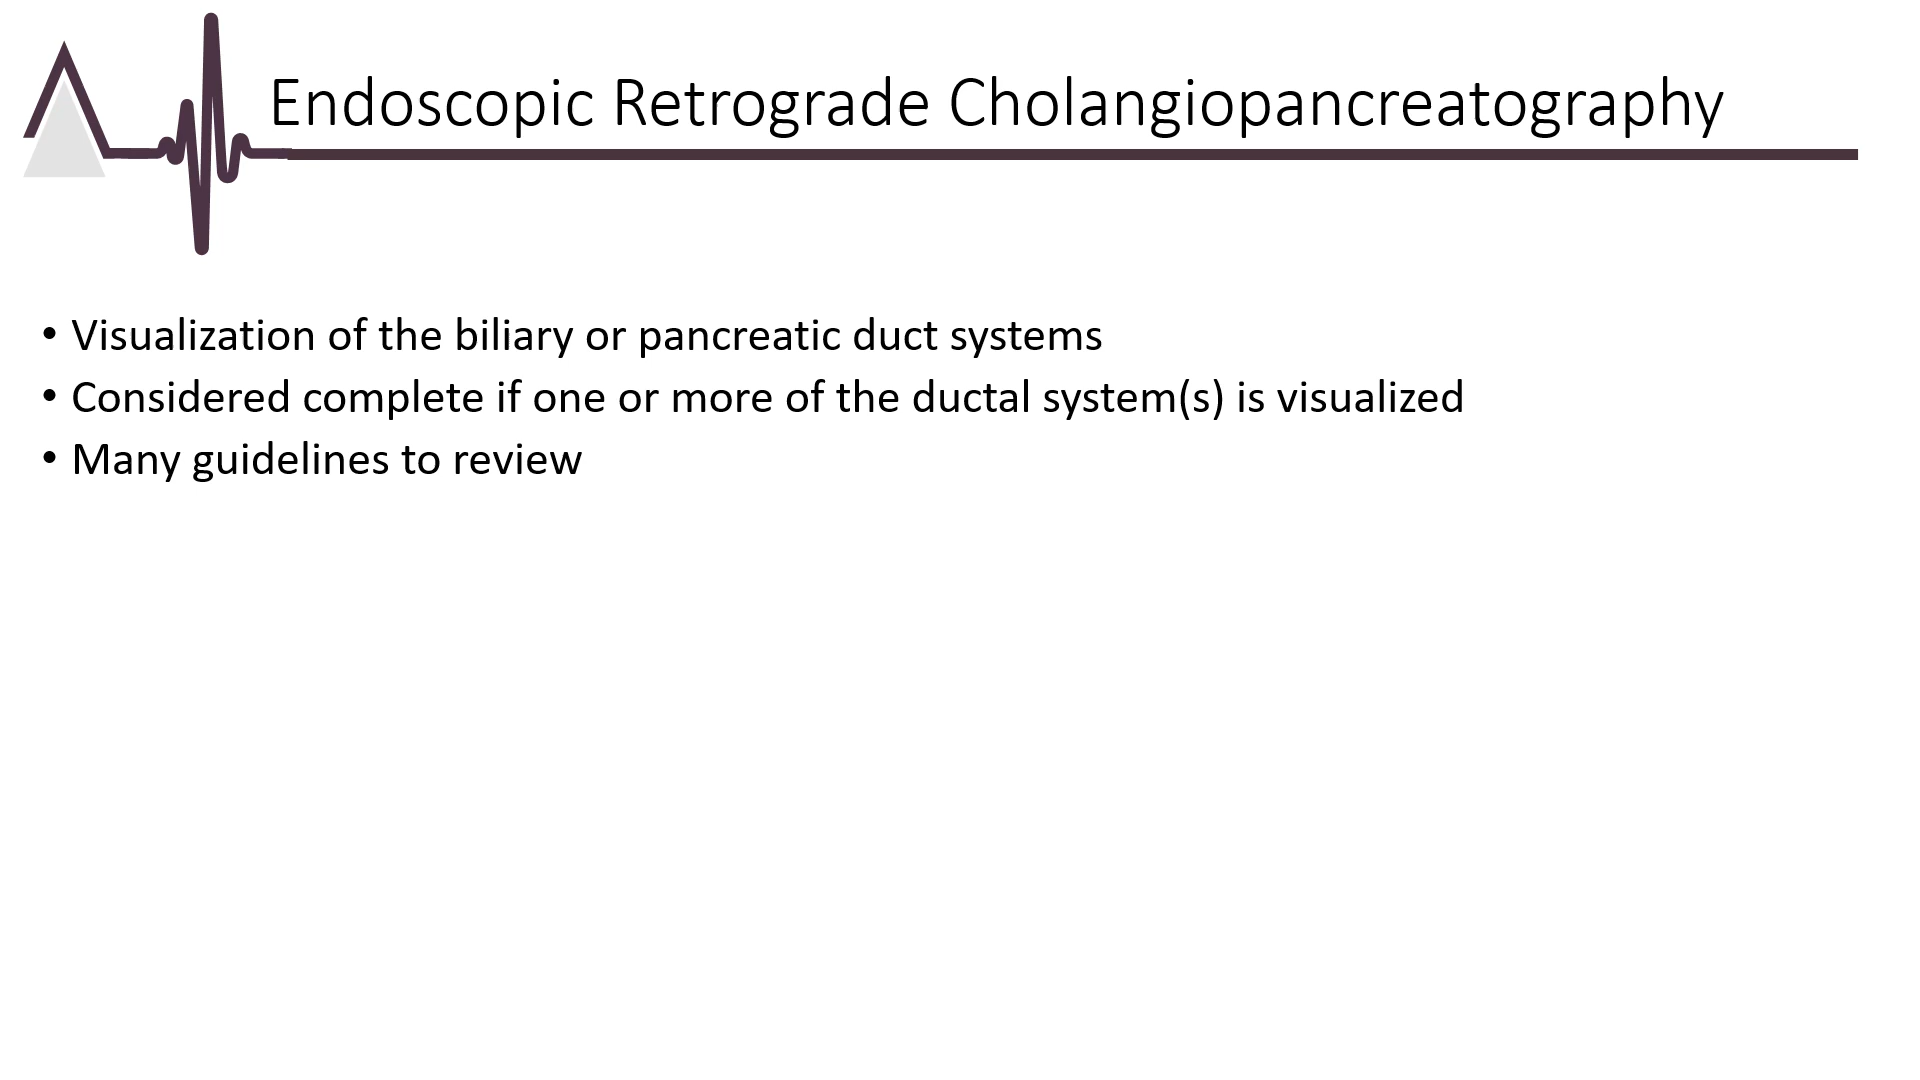 Endoscopic Retrograde Cholangiopancreatography
• Visualization of the biliary or pancreatic duct systems
• Considered complete if one or more of the ductal system(s) is visualized
• Many guidelines to review